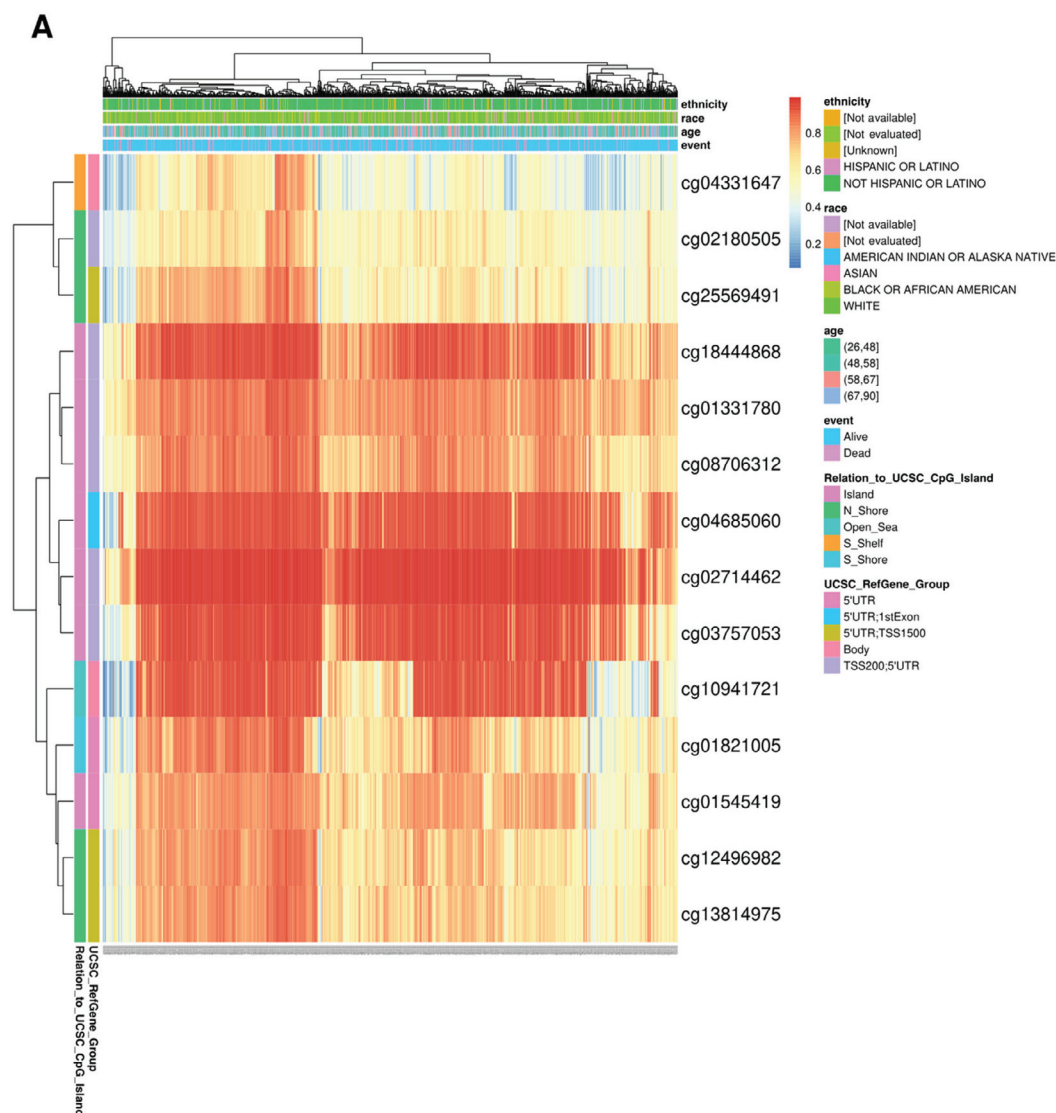 A
ethnicity
race
age
event
cg04331647
cg02180505
cg25569491
cg18444868
cg01331780
cg08706312
cg04685060
cg02714462
cg03757053
cg10941721
cg01821005
cg01545419
cg12496982
cg13814975
0.8
0.6
0.4
0.2
ethnicity
[Not available]
[Not evaluated]
[Unknown]
HISPANIC OR LATINO
NOT HISPANIC OR LATINO
race
[Not available]
[Not evaluated]
AMERICAN INDIAN OR ALASKA NATIVE
ASIAN
BLACK OR AFRICAN AMERICAN
WHITE
age
(26,48]
(48,58]
(58,67]
(67,90]
event
Alive
Dead
Relation_to_UCSC_CpG_Island
Island
N_Shore
Open_Sea
S_Shelf
S_Shore
UCSC_RefGene_Group
5'UTR
5'UTR;1stExon
5'UTR;TSS1500
Body
TSS200;5'UTR
UCSC_RefGene_Group
Relation_to_UCSC_CpG_Island